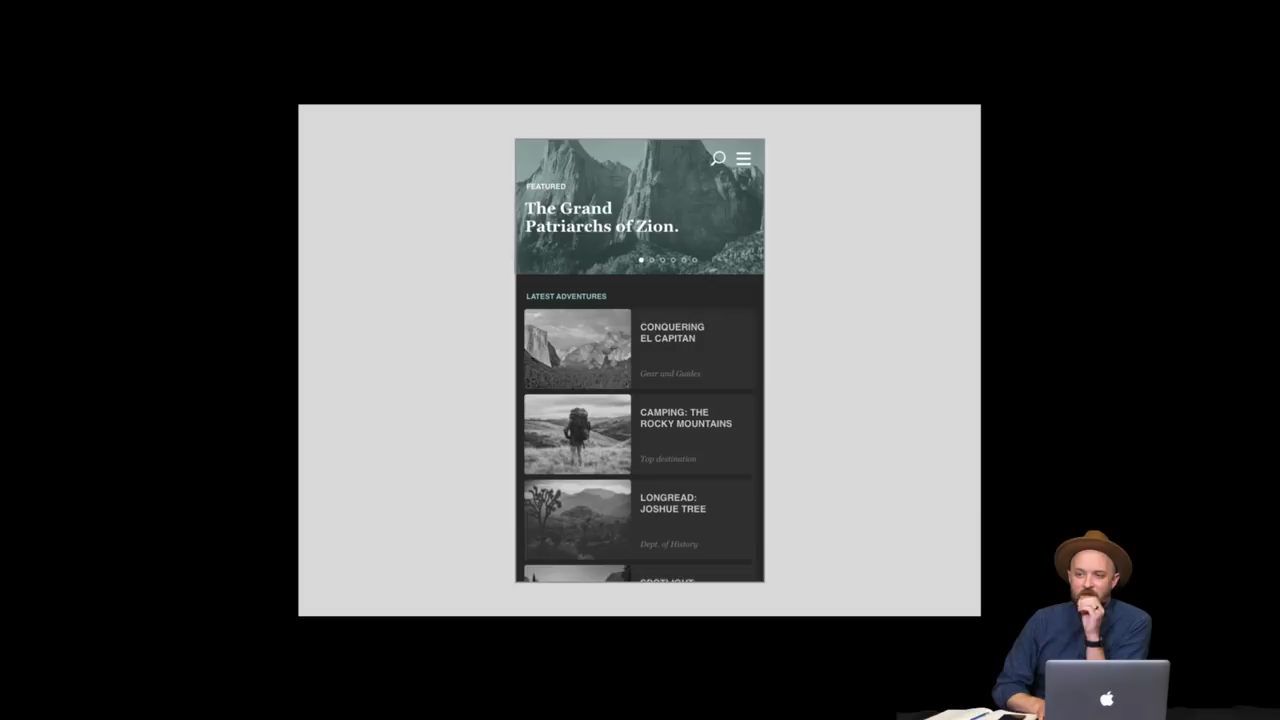 FEATURED
The Grand
Patriarchs of Zion.
LATEST ADVENTURES
CONQUERING
EL CAPITAN
Gear and Guides
CAMPING: THE
ROCKY MOUNTAINS
Top destination
LONGREAD:
JOSHUE TREE
Dept. of History
SPOTLIGHT: